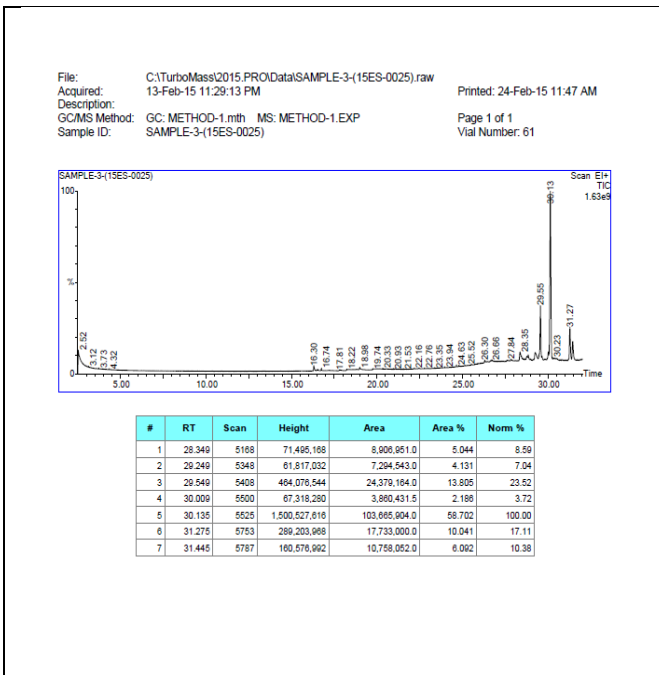 File: C:\TurboMass\2015.PRO\Data\SAMPLE-3-(15ES-0025).raw
Acquired: 13-Feb-15 11:29:13 PM Printed: 24-Feb-15 11:47 AM
Description:
GC/MS Method: GC: METHOD-1.mth MS: METHOD-1.EXP Page 1 of 1
Sample ID: SAMPLE-3-(15ES-0025) Vial Number: 61
SAMPLE-3-(15ES-0025) Scan EI+
TIC
1.63e9
100
%
0
2.52 3.12 3.73 4.32 16.30 16.74 17.81 18.22 18.98 19.74 20.33 20.93 21.53 22.16 22.76 23.35 23.94 24.63 25.52 26.30 26.66 27.84 28.35 29.55 30.13 30.23 31.27
5.00 10.00 15.00 20.00 25.00 30.00 Time
# RT Scan Height Area Area % Norm %
1 28.349 5168 71,495,168 8,906,951.0 5.044 8.59
2 29.249 5348 61,817,032 7,294,543.0 4.131 7.04
3 29.549 5408 464,076,544 24,379,164.0 13.805 23.52
4 30.009 5500 67,318,280 3,860,431.5 2.186 3.72
5 30.135 5525 1,500,527,616 103,665,904.0 58.702 100.00
6 31.275 5753 289,203,968 17,733,000.0 10.041 17.11
7 31.445 5787 160,576,992 10,758,052.0 6.092 10.38